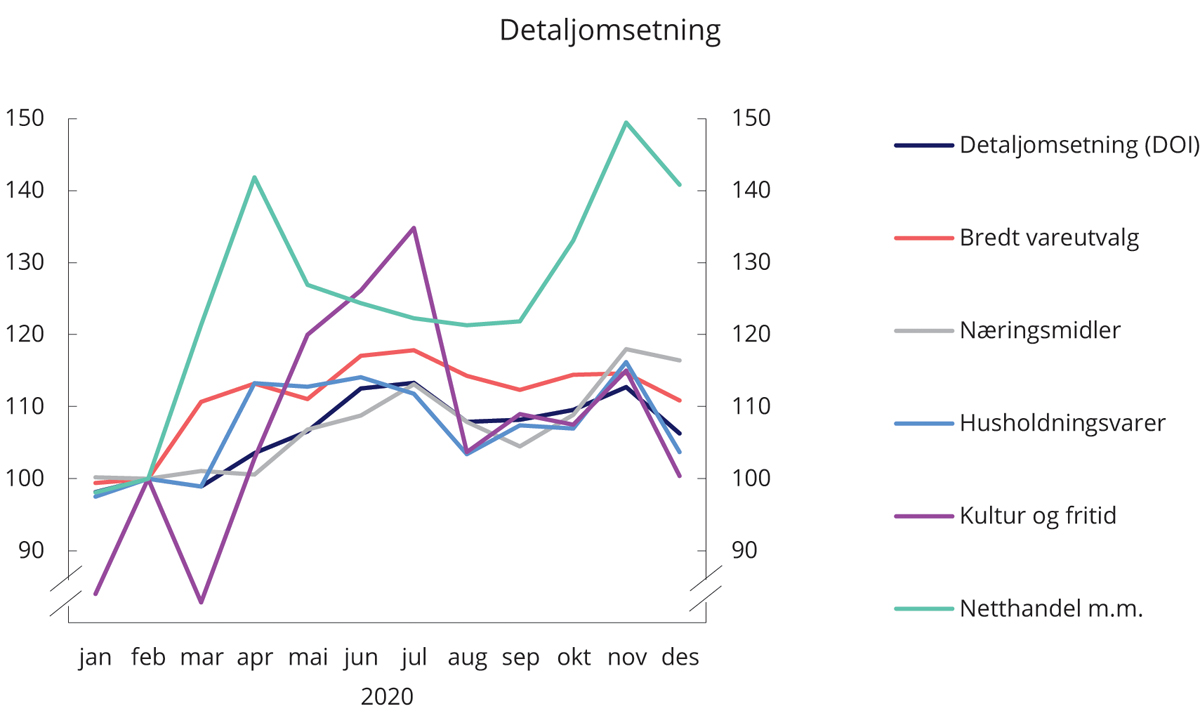 Detaljomsetning
150
140
130
120
110
100
90
150
140
130
120
110
100
90
jan feb mar apr mai jun jul aug sep okt nov des
2020
Detaljomsetning (DOI)
Bredt vareutvalg
Næringsmidler
Husholdningsvarer
Kultur og fritid
Netthandel m.m.